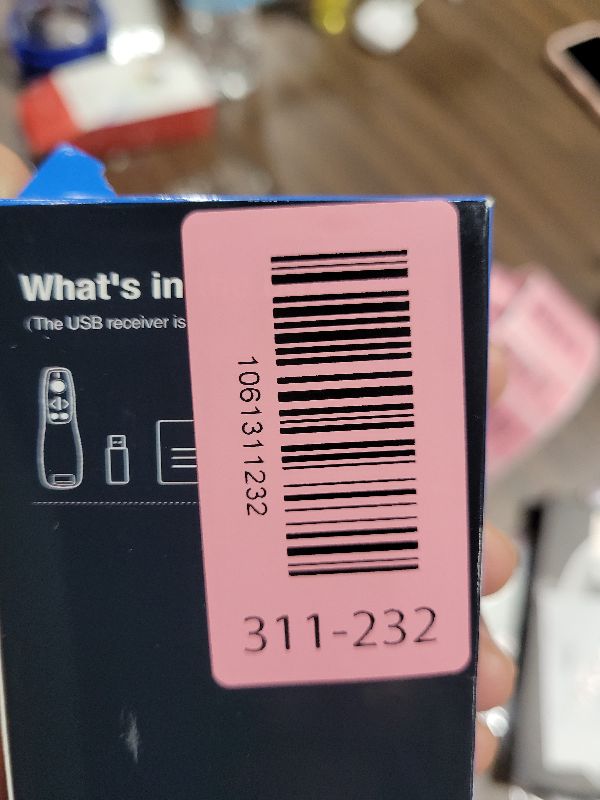 What's in
(The USB receiver is
1061311232
311-232